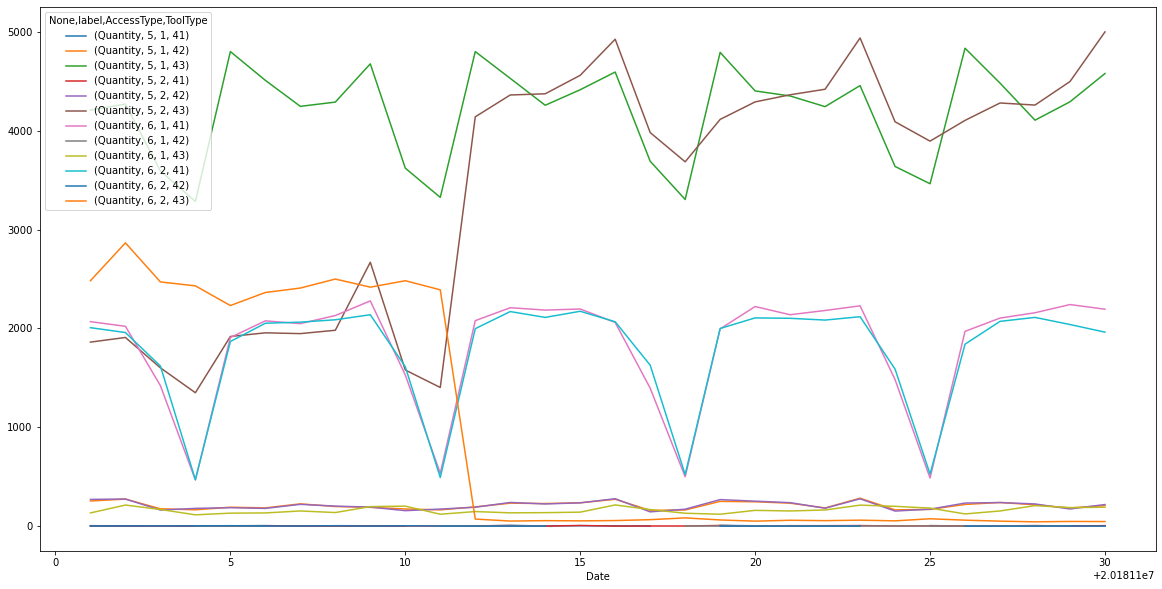 None,label,AccessType,ToolType
(Quantity, 5, 1, 41)
(Quantity, 5, 1, 42)
(Quantity, 5, 1, 43)
(Quantity, 5, 2, 41)
(Quantity, 5, 2, 42)
(Quantity, 5, 2, 43)
(Quantity, 6, 1, 41)
(Quantity, 6, 1, 42)
(Quantity, 6, 1, 43)
(Quantity, 6, 2, 41)
(Quantity, 6, 2, 42)
(Quantity, 6, 2, 43)
5000
4000
3000
2000
1000
0
0 5 10 15 20 25 30
Date
+2.01811e7